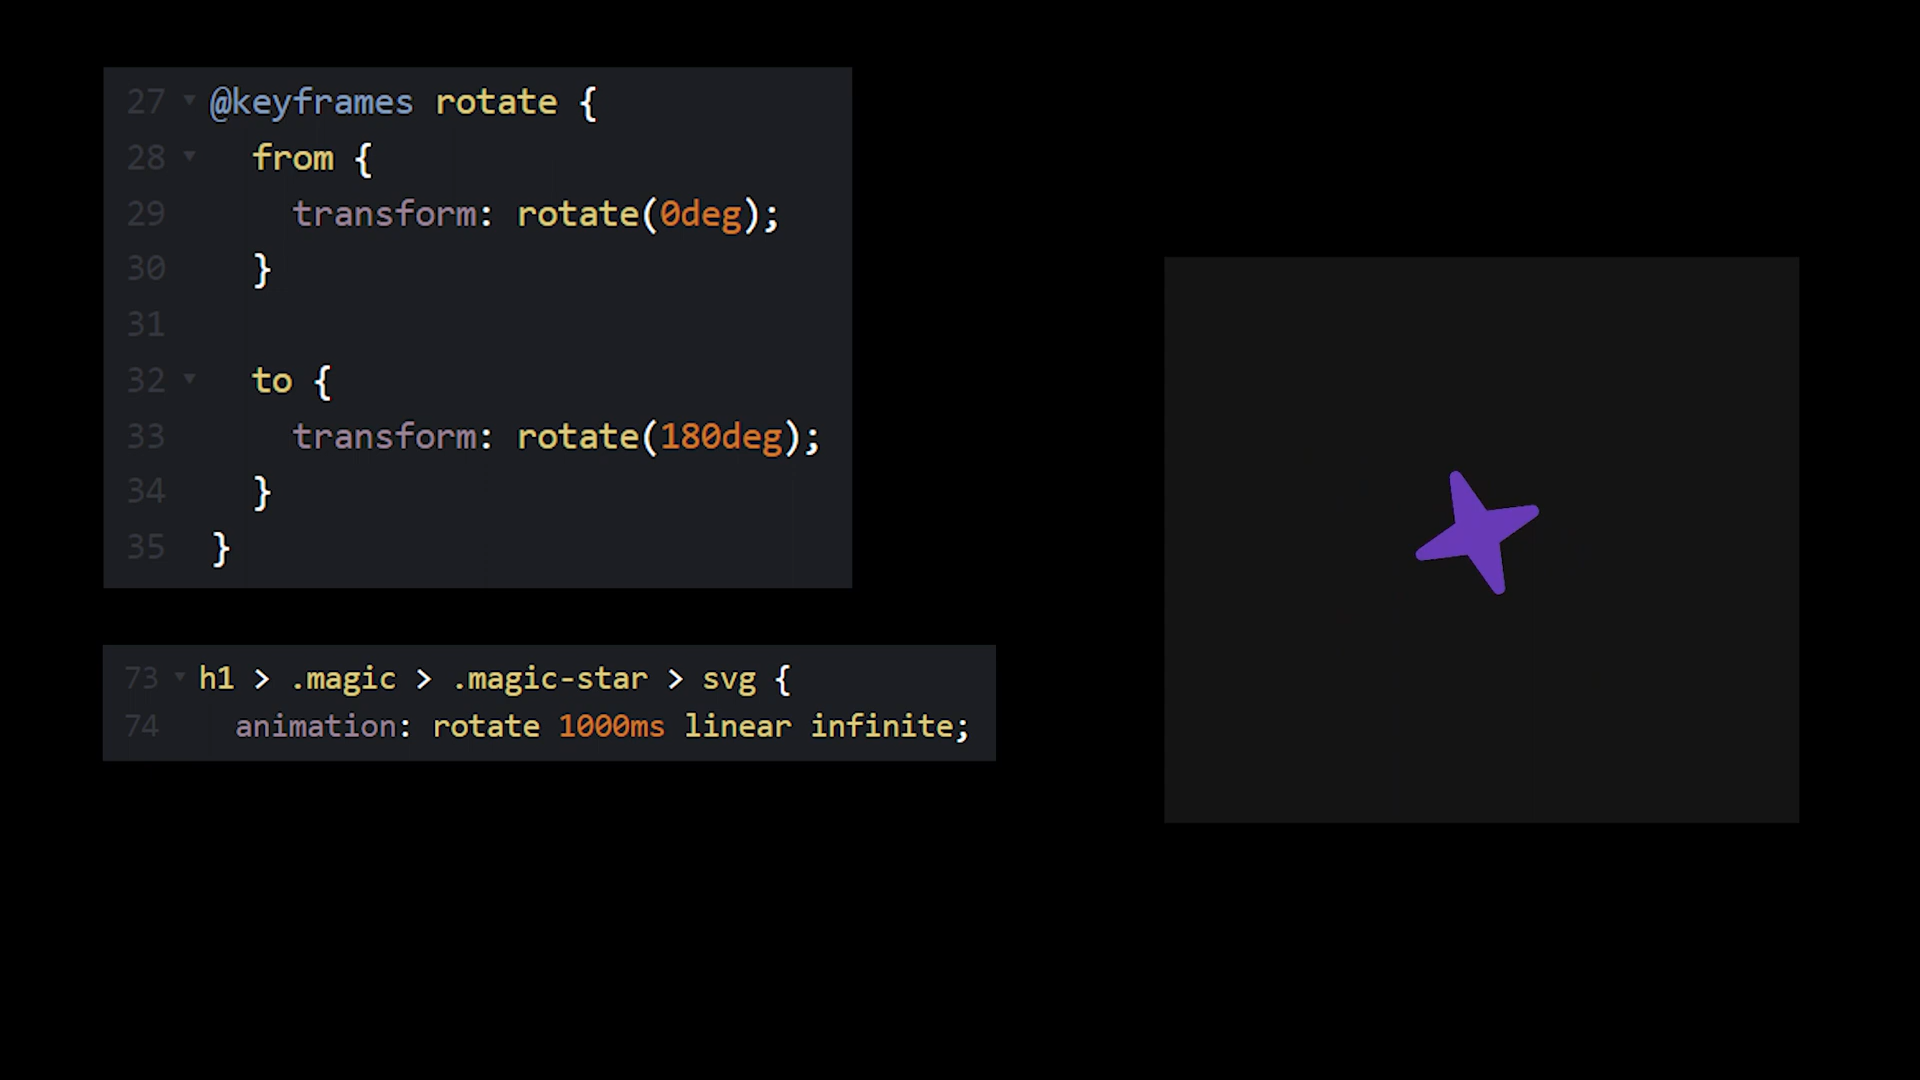 27 @keyframes rotate {
28 from {
29 transform: rotate(0deg);
30 }
31
32 to {
33 transform: rotate(180deg);
34 }
35 }
73 h1 > .magic > .magic-star > svg {
74 animation: rotate 1000ms linear infinite;